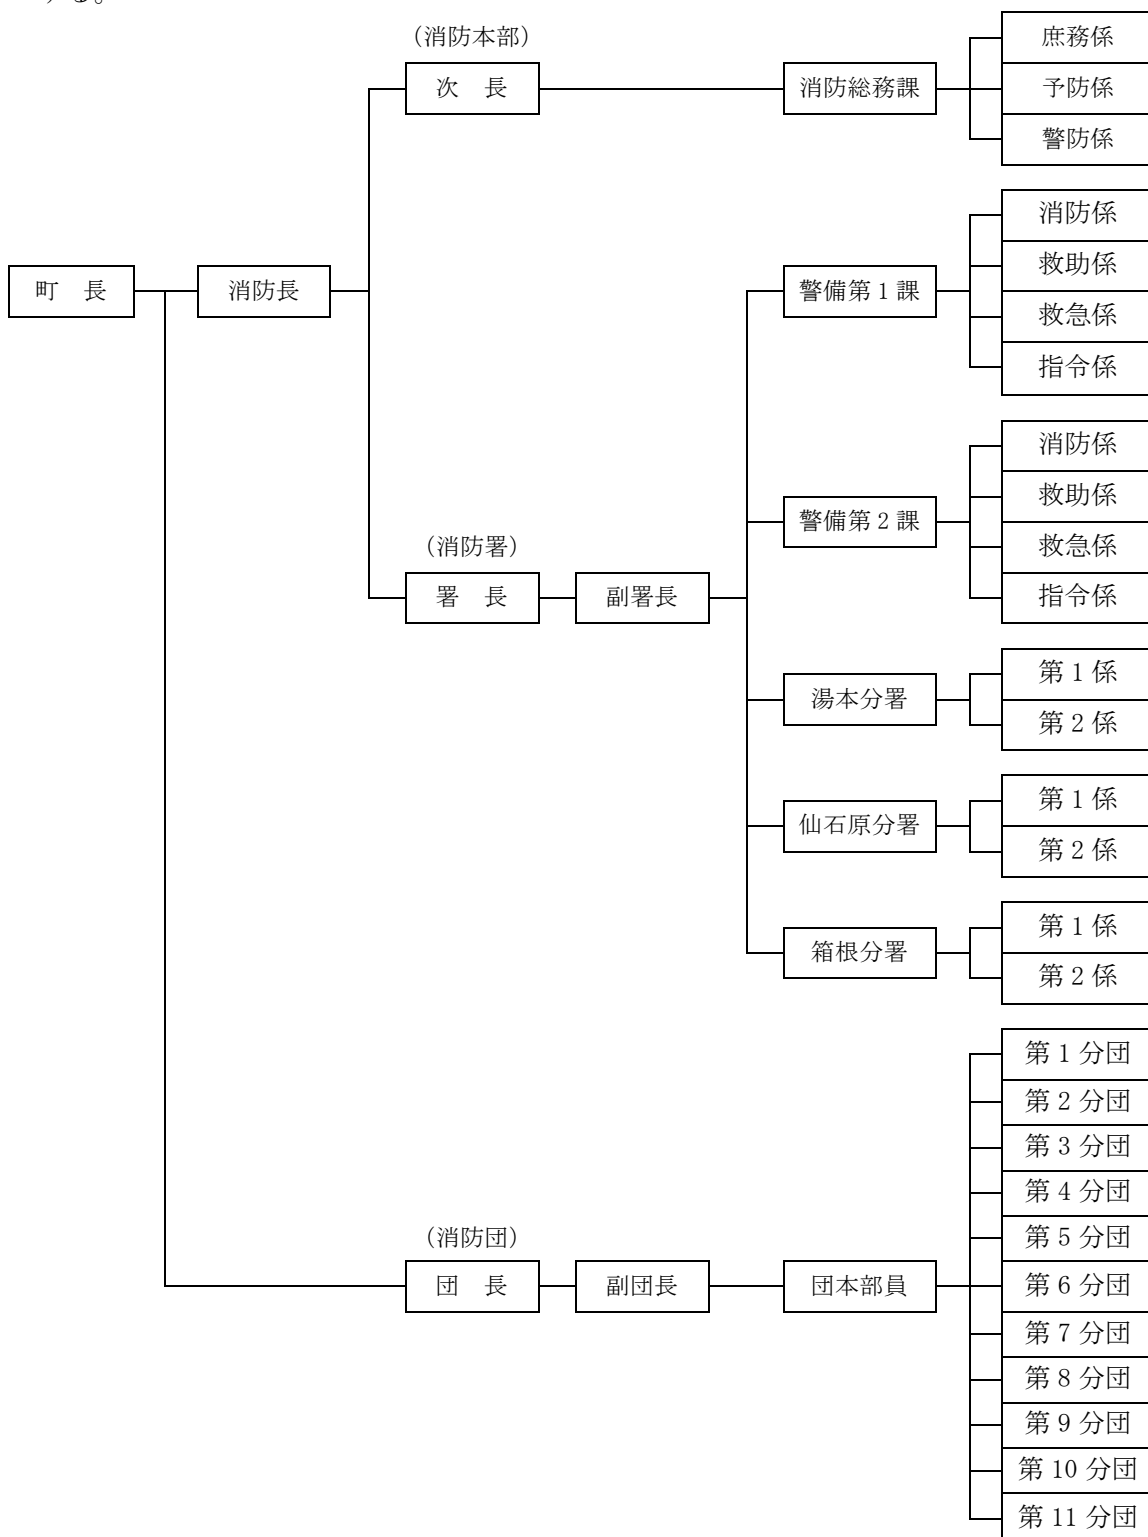 する。
（消防本部）
次　長
消防総務課
庶務係
予防係
警防係
町　長
消防長
警備第１課
消防係
救助係
救急係
指令係
警備第２課
消防係
救助係
救急係
指令係
（消防署）
署　長
副署長
湯本分署
第１係
第２係
仙石原分署
第１係
第２係
箱根分署
第１係
第２係
（消防団）
団　長
副団長
団本部員
第１分団
第２分団
第３分団
第４分団
第５分団
第６分団
第７分団
第８分団
第９分団
第 10 分団
第 11 分団